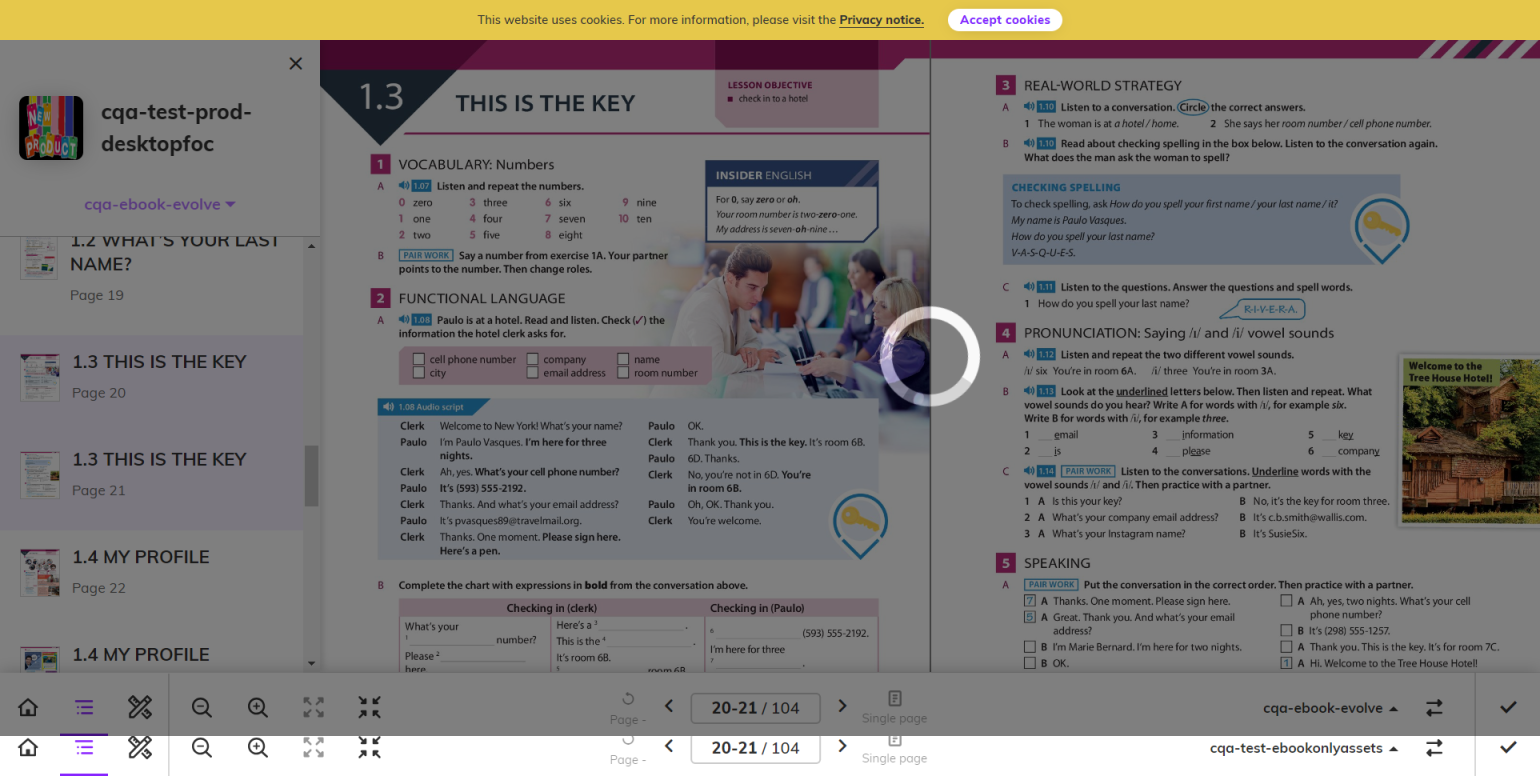 This website uses cookies. For more information, please visit the Privacy notice.
Accept cookies
cqa-test-prod-
desktopfoc
NEW
PRODUCT
cqa-ebook-evolve
1.2 WHAT'S YOUR LAST
NAME?
Page 19
1.3 THIS IS THE KEY
Page 20
1.3 THIS IS THE KEY
Page 21
1.4 MY PROFILE
Page 22
1.4 MY PROFILE
1.3 THIS IS THE KEY
LESSON OBJECTIVE
■ check in to a hotel
1 VOCABULARY: Numbers
A 1.07 Listen and repeat the numbers.
0 zero 3 three 6 six 9 nine
1 one 4 four 7 seven 10 ten
2 two 5 five 8 eight
B PAIR WORK Say a number from exercise 1A. Your partner
points to the number. Then change roles.
INSIDER ENGLISH
For 0, say zero or oh.
Your room number is two-zero-one.
My address is seven-oh-nine ...
2 FUNCTIONAL LANGUAGE
A 1.08 Paulo is at a hotel. Read and listen. Check (✓) the
information the hotel clerk asks for.
cell phone number company name
city email address room number
1.08 Audio script
Clerk Welcome to New York! What's your name?
Paulo I'm Paulo Vasques. I'm here for three
nights.
Clerk Ah, yes. What's your cell phone number?
Paulo It's (593) 555-2192.
Clerk Thanks. And what's your email address?
Paulo It's pvasques89@travelmail.org.
Clerk Thanks. One moment. Please sign here.
Here's a pen.
Paulo OK.
Clerk Thank you. This is the key. It's room 6B.
Paulo 6D. Thanks.
Clerk No, you're not in 6D. You're
in room 6B.
Paulo Oh, OK. Thank you.
Clerk You're welcome.
B Complete the chart with expressions in bold from the conversation above.
Checking in (clerk) Checking in (Paulo)
What's your
1 ________ number?
Please 2 ________
here.
Here's a 3 ________ .
This is the 4 ________ .
It's room 6B.
5 room 6B
6 ________ (593) 555-2192.
I'm here for three
7 ________ .
3 REAL-WORLD STRATEGY
A 1.10 Listen to a conversation. Circle the correct answers.
1 The woman is at a hotel / home. 2 She says her room number / cell phone number.
B 1.10 Read about checking spelling in the box below. Listen to the conversation again.
What does the man ask the woman to spell?
CHECKING SPELLING
To check spelling, ask How do you spell your first name / your last name / it?
My name is Paulo Vasques.
How do you spell your last name?
V-A-S-Q-U-E-S.
C 1.11 Listen to the questions. Answer the questions and spell words.
1 How do you spell your last name?
R-I-V-E-R-A.
4 PRONUNCIATION: Saying /ɪ/ and /i/ vowel sounds
A 1.12 Listen and repeat the two different vowel sounds.
/ɪ/ six You're in room 6A. /i/ three You're in room 3A.
B 1.13 Look at the underlined letters below. Then listen and repeat. What
vowel sounds do you hear? Write A for words with /ɪ/, for example six.
Write B for words with /i/, for example three.
1 ___ email 3 ___ information 5 ___ key
2 ___ is 4 ___ please 6 ___ company
C 1.14 PAIR WORK Listen to the conversations. Underline words with the
vowel sounds /ɪ/ and /i/. Then practice with a partner.
1 A Is this your key? B No, it's the key for room three.
2 A What's your company email address? B It's c.b.smith@wallis.com.
3 A What's your Instagram name? B It's SusieSix.
Welcome to the
Tree House Hotel!
5 SPEAKING
A PAIR WORK Put the conversation in the correct order. Then practice with a partner.
7 A Thanks. One moment. Please sign here.
5 A Great. Thank you. And what's your email
address?
B I'm Marie Bernard. I'm here for two nights.
B OK.
A Ah, yes, two nights. What's your cell
phone number?
B It's (298) 555-1257.
A Thank you. This is the key. It's for room 7C.
1 A Hi. Welcome to the Tree House Hotel!
Page -
20-21 / 104
Single page
cqa-ebook-evolve
Page -
20-21 / 104
Single page
cqa-test-ebookonlyassets